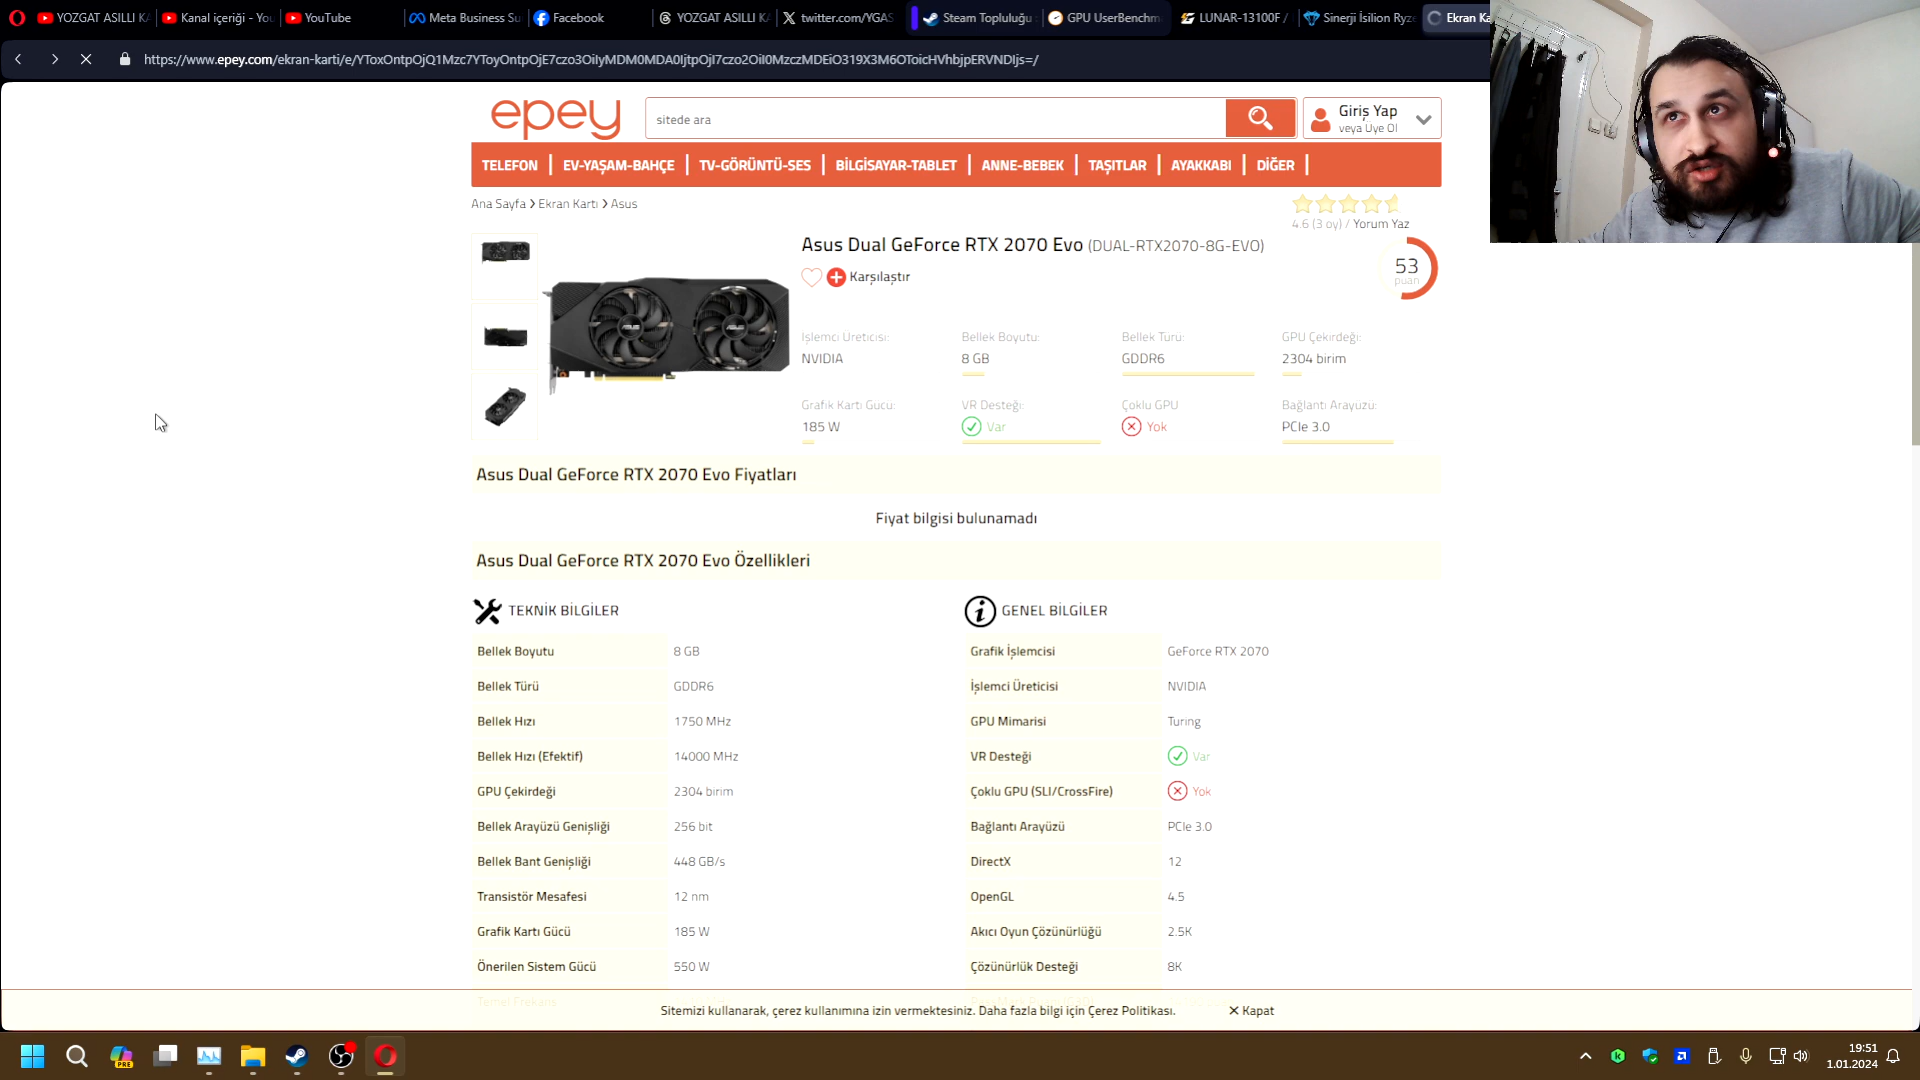 YOZGAT ASILLI KA
Kanal içeriği - You
YouTube
Meta Business Su
Facebook
YOZGAT ASILLI KA
twitter.com/YGAS
Steam Topluluğu
GPU UserBenchm
LUNAR-13100F /
Sinerji İsilion Ryze
Ekran Ka
epey
sitede ara
Giriş Yap
veya Üye Ol
TELEFON
EV-YAŞAM-BAHÇE
TV-GÖRÜNTÜ-SES
BİLGİSAYAR-TABLET
ANNE-BEBEK
TAŞITLAR
AYAKKABI
DİĞER
Ana Sayfa > Ekran Kartı > Asus
4.6 (3 oy) / Yorum Yaz
Asus Dual GeForce RTX 2070 Evo (DUAL-RTX2070-8G-EVO)
Karşılaştır
53
puan
İşlemci Üreticisi:
NVIDIA
Bellek Boyutu:
8 GB
Bellek Türü:
GDDR6
GPU Çekirdeği:
2304 birim
Grafik Kartı Gücü:
185 W
VR Desteği:
Var
Çoklu GPU
Yok
Bağlantı Arayüzü:
PCIe 3.0
Asus Dual GeForce RTX 2070 Evo Fiyatları
Fiyat bilgisi bulunamadı
Asus Dual GeForce RTX 2070 Evo Özellikleri
TEKNİK BİLGİLER
Bellek Boyutu 8 GB
Bellek Türü GDDR6
Bellek Hızı 1750 MHz
Bellek Hızı (Efektif) 14000 MHz
GPU Çekirdeği 2304 birim
Bellek Arayüzü Genişliği 256 bit
Bellek Bant Genişliği 448 GB/s
Transistör Mesafesi 12 nm
Grafik Kartı Gücü 185 W
Önerilen Sistem Gücü 550 W
Temel Frekans
GENEL BİLGİLER
Grafik İşlemcisi GeForce RTX 2070
İşlemci Üreticisi NVIDIA
GPU Mimarisi Turing
VR Desteği Var
Çoklu GPU (SLI/CrossFire) Yok
Bağlantı Arayüzü PCIe 3.0
DirectX 12
OpenGL 4.5
Akıcı Oyun Çözünürlüğü 2.5K
Çözünürlük Desteği 8K
Sitemizi kullanarak, çerez kullanımına izin vermektesiniz. Daha fazla bilgi için Çerez Politikası.
Kapat
PRE
19:51
1.01.2024